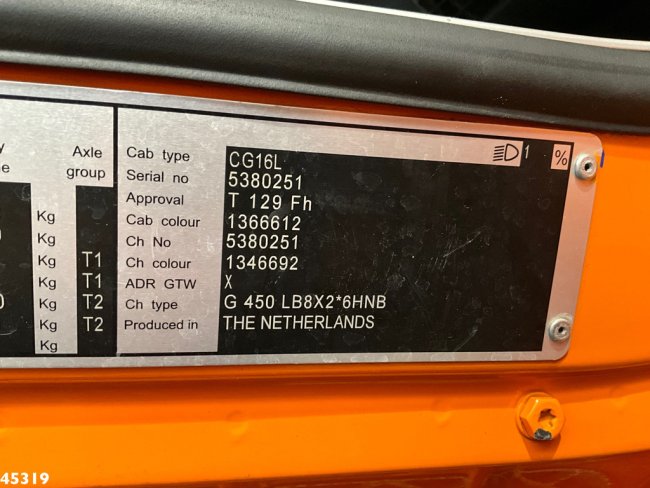 Axle
group
Kg
Kg
Kg T1
Kg T1
Kg T2
Kg T2
Kg
Cab type CG16L
Serial no 5380251
Approval T 129 Fh
Cab colour 1366612
Ch No 5380251
Ch colour 1346692
ADR GTW X
Ch type G 450 LB8X2*6HNB
Produced in THE NETHERLANDS
1 %
45319